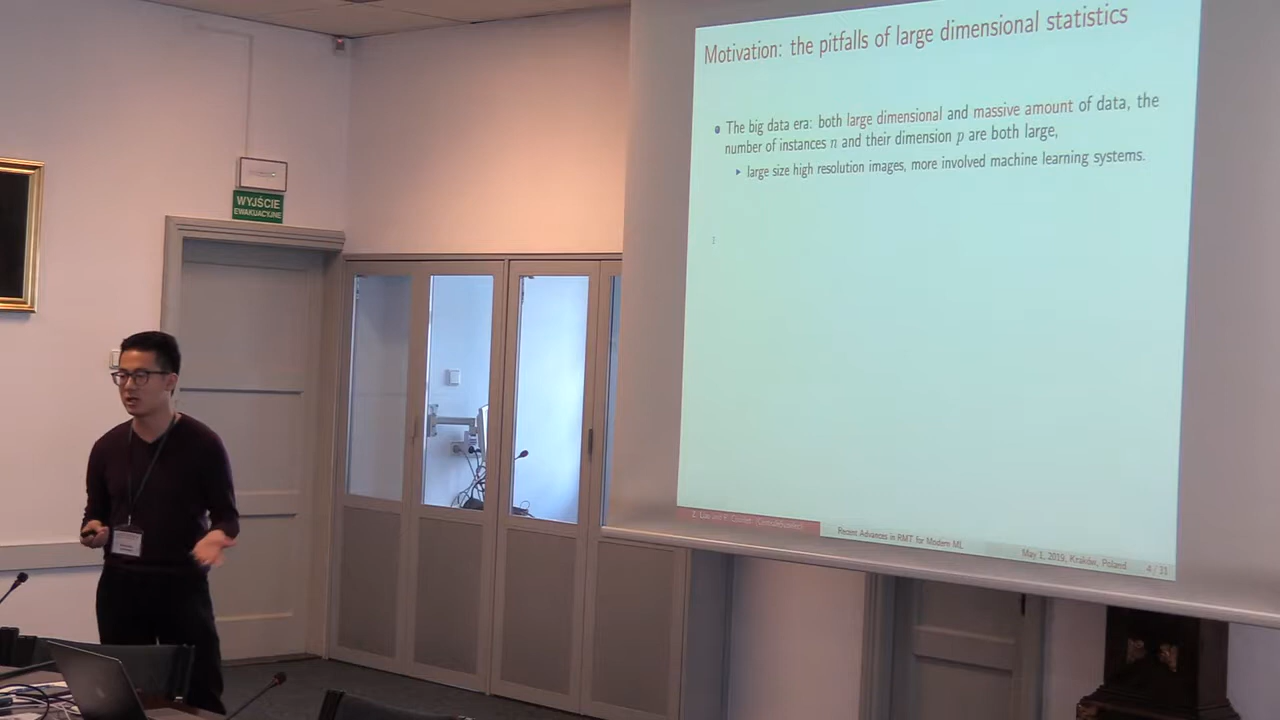 Motivation: the pitfalls of large dimensional statistics
The big data era: both large dimensional and massive amount of data, the
number of instances n and their dimension p are both large,
large size high resolution images, more involved machine learning systems.
WYJŚCIE
EWAKUACYJNE
Recent Advances in RMT for Modern ML
May 1, 2019, Kraków, Poland
4 / 31